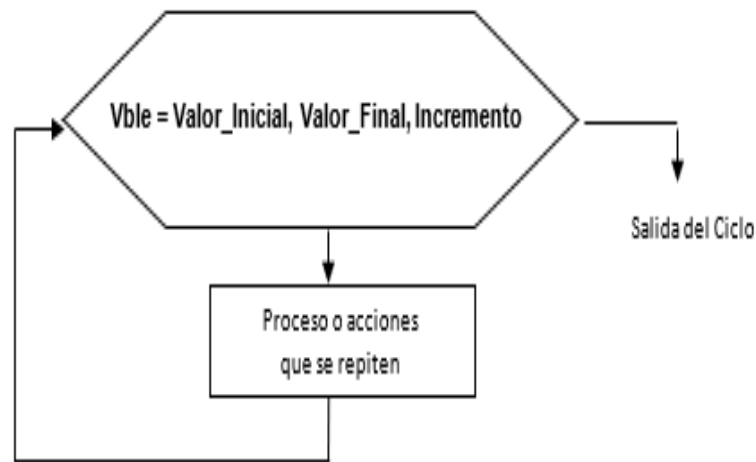 Vble = Valor_Inicial, Valor_Final, Incremento
Salida del Ciclo
Proceso o acciones
que se repiten